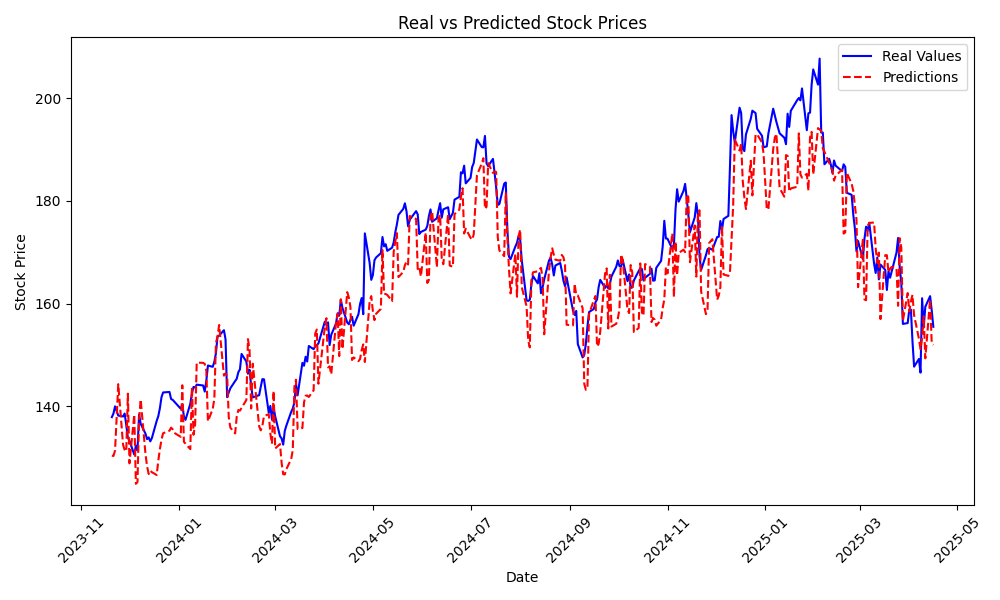 Real vs Predicted Stock Prices
Real Values
Predictions
Stock Price
200
180
160
140
2023-11
2024-01
2024-03
2024-05
2024-07
2024-09
2024-11
2025-01
2025-03
2025-05
Date